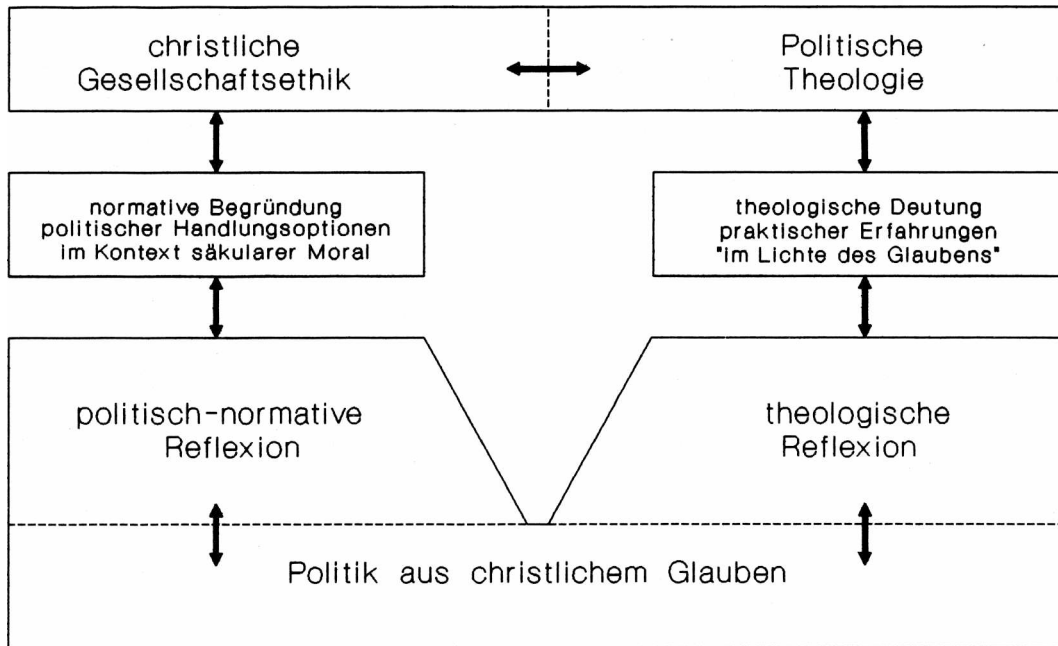 christliche
Gesellschaftsethik
Politische
Theologie
normative Begründung
politischer Handlungsoptionen
im Kontext säkularer Moral
theologische Deutung
praktischer Erfahrungen
"im Lichte des Glaubens"
politisch-normative
Reflexion
theologische
Reflexion
Politik aus christlichem Glauben